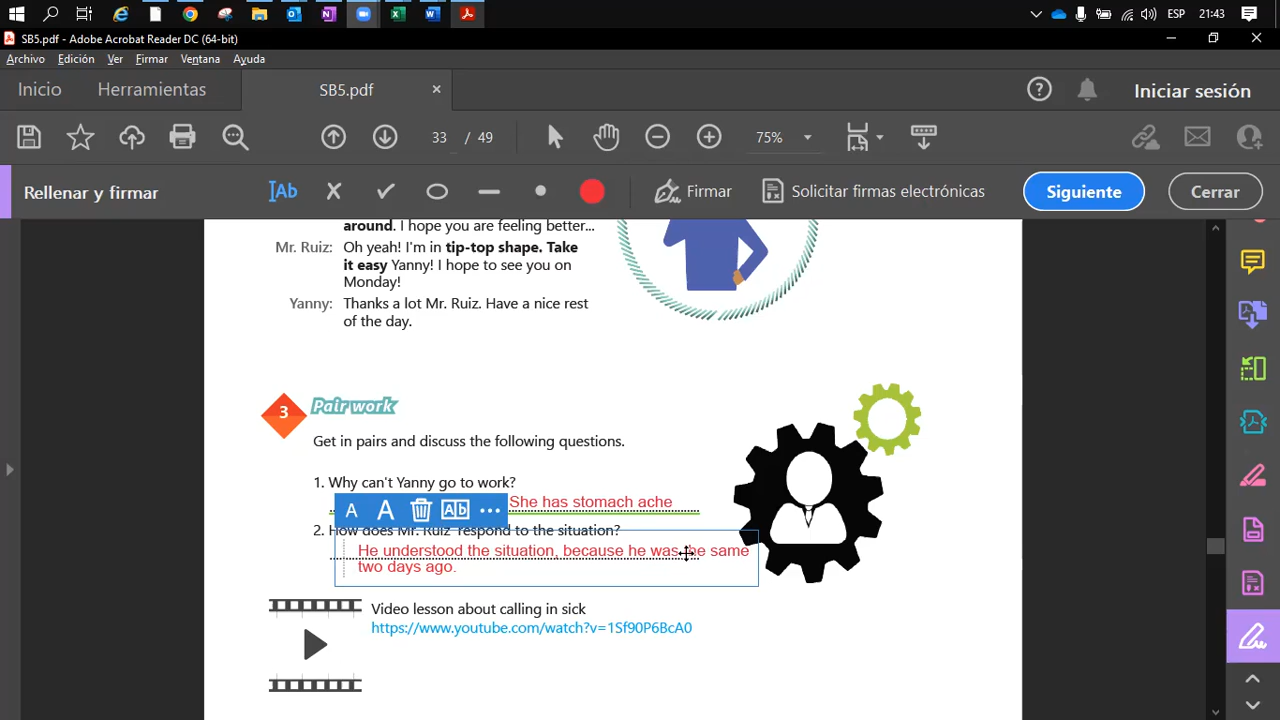 ESP
21:43
SB5.pdf - Adobe Acrobat Reader DC (64-bit)
Archivo Edición Ver Firmar Ventana Ayuda
Inicio Herramientas SB5.pdf × Iniciar sesión
33 / 49 75%
Rellenar y firmar Ab Firmar Solicitar firmas electrónicas Siguiente Cerrar
around. I hope you are feeling better...
Mr. Ruiz: Oh yeah! I'm in tip-top shape. Take
it easy Yanny! I hope to see you on
Monday!
Yanny: Thanks a lot Mr. Ruiz. Have a nice rest
of the day.
3 Pair work
Get in pairs and discuss the following questions.
1. Why can't Yanny go to work?
She has stomach ache
A A Ab
2. How does Mr. Ruiz respond to the situation?
He understood the situation, because he was the same
two days ago.
Video lesson about calling in sick
https://www.youtube.com/watch?v=1Sf90P6BcA0